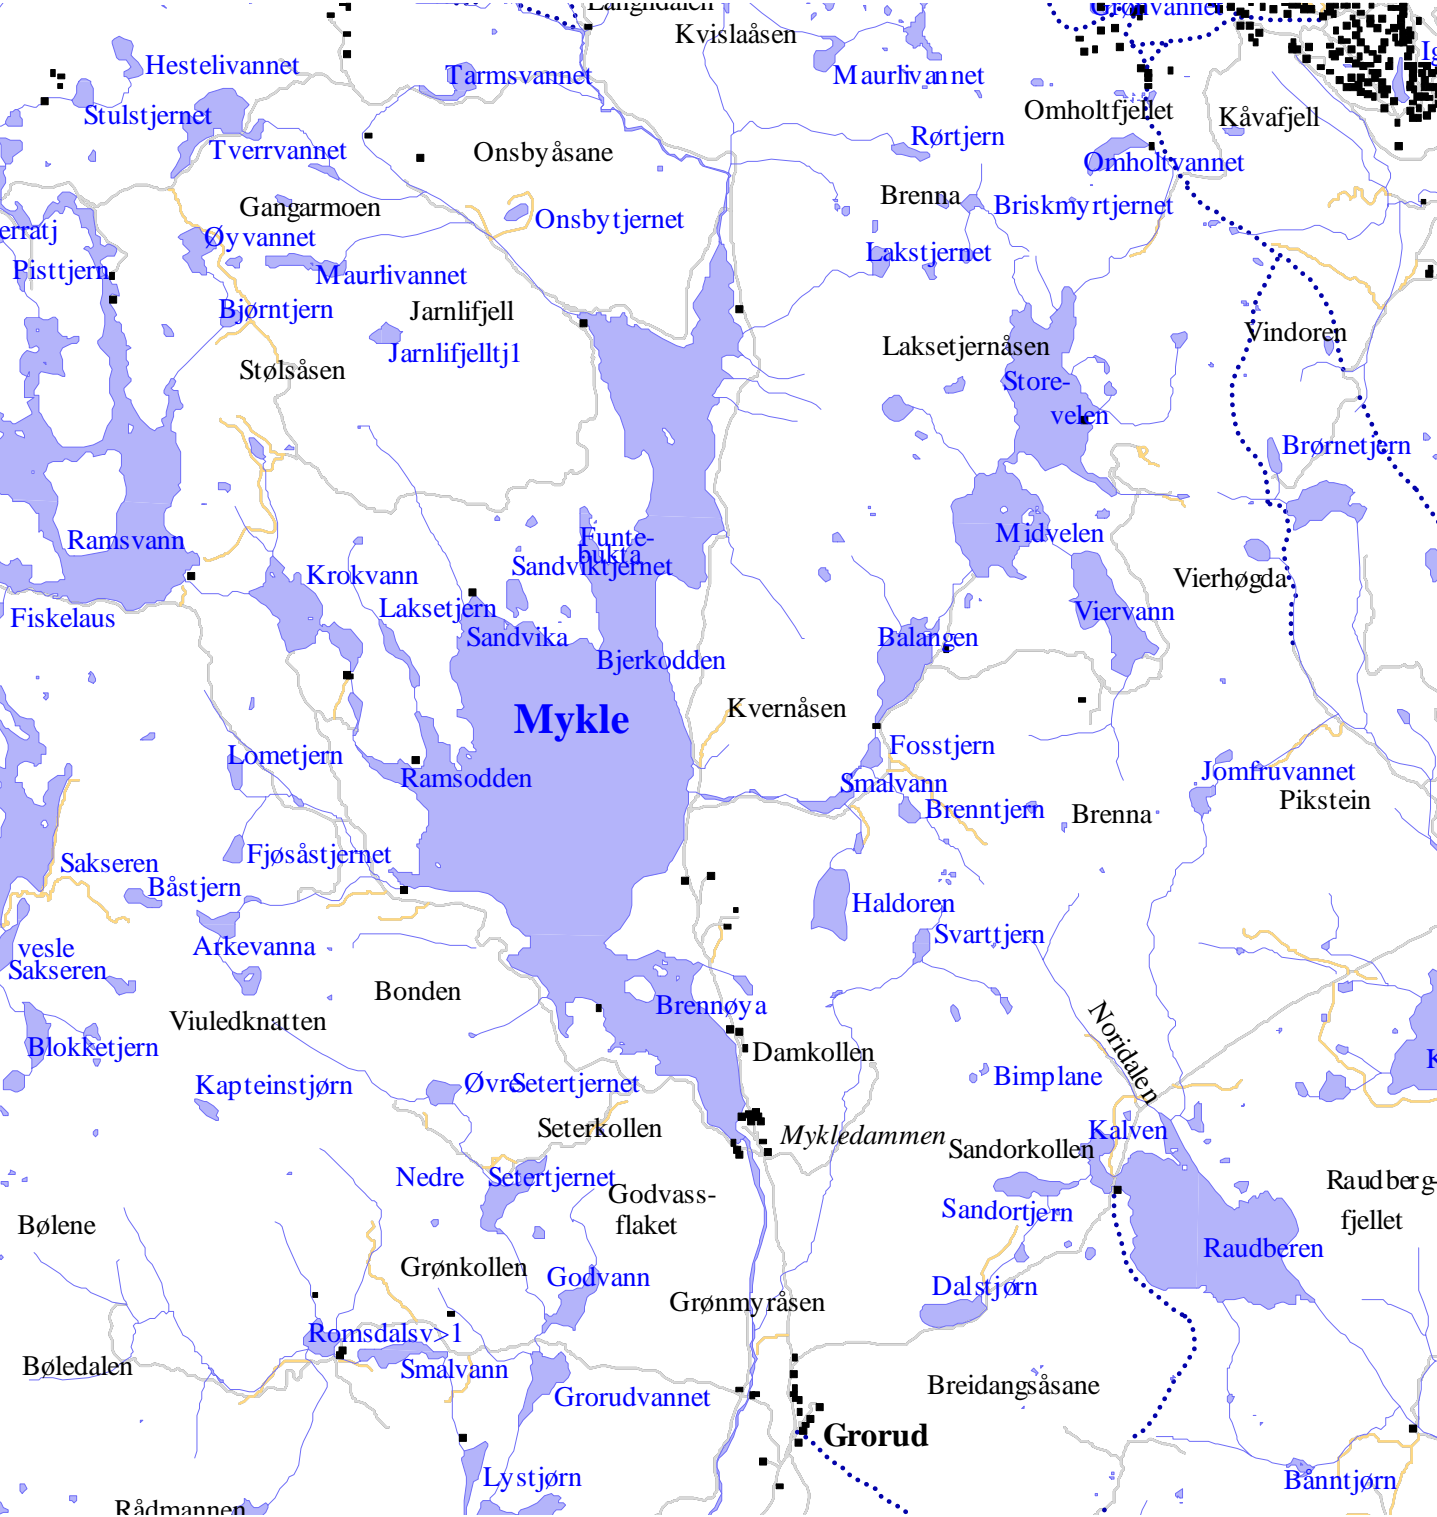 Langlidalen
Grønvannet
Kvislaåsen
Hestelivannet
Tarmsvannet
Maurlivannet
Stulstjernet
Omholtfjellet
Kåvafjell
Tverrvannet
Onsbyåsane
Rørtjern
Omholtvannet
Gangarmoen
Onsbytjernet
Brenna
Briskmyrtjernet
erratj
Øyvannet
Lakstjernet
Pisttjern
Maurlivannet
Bjørntjern
Jarnlifjell
Vindoren
Jarnlifjelltj1
Laksetjernåsen
Stølsåsen
Store-
velen
Brørnetjern
Ramsvann
Funte-
bukta
Midvelen
Sandviktjernet
Krokvann
Vierhøgda
Fiskelaus
Laksetjern
Viervann
Sandvika
Balangen
Bjerkodden
Mykle
Kvernåsen
Fosstjern
Lometjern
Ramsodden
Smalvann
Jomfruvannet
Brenntjern
Brenna
Pikstein
Sakseren
Fjøsåstjernet
Båstjern
Haldoren
vesle
Sakseren
Arkevanna
Svarttjern
Bonden
Brennøya
Viuledknatten
Noridalen
Blokketjern
Damkollen
Kapteinstjørn
Øvre
Setertjernet
Bimplane
Seterkollen
Mykledammen
Kalven
Sandorkollen
Nedre
Setertjernet
Godvass-
flaket
Raudberg-
fjellet
Bølene
Sandortjern
Raudberen
Grønkollen
Godvann
Dalstjørn
Grønmyråsen
Romsdalsv>1
Bøledalen
Smalvann
Grorudvannet
Breidangsåsane
Grorud
Lystjørn
Bånntjørn
Rådmannen